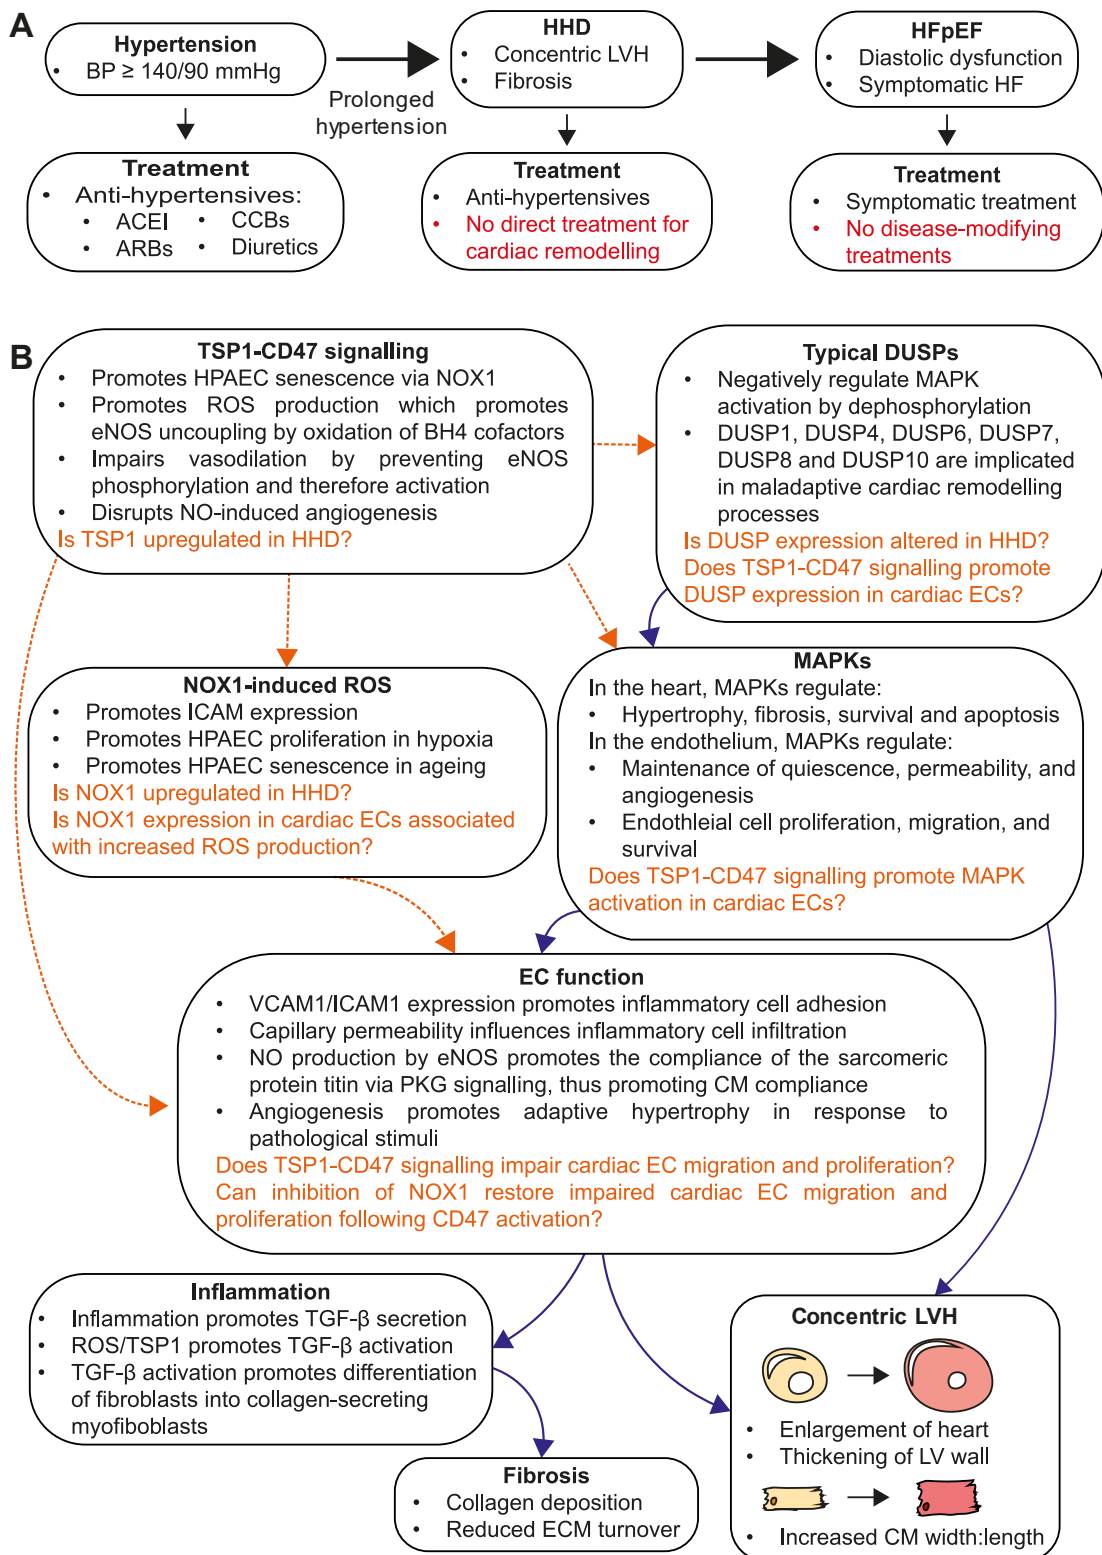 A
Hypertension
• BP ≥ 140/90 mmHg
Prolonged
hypertension
HHD
• Concentric LVH
• Fibrosis
HFpEF
• Diastolic dysfunction
• Symptomatic HF
Treatment
• Anti-hypertensives:
• ACEI • CCBs
• ARBs • Diuretics
Treatment
• Anti-hypertensives
• No direct treatment for
cardiac remodelling
Treatment
• Symptomatic treatment
• No disease-modifying
treatments
B
TSP1-CD47 signalling
• Promotes HPAEC senescence via NOX1
• Promotes ROS production which promotes
eNOS uncoupling by oxidation of BH4 cofactors
• Impairs vasodilation by preventing eNOS
phosphorylation and therefore activation
• Disrupts NO-induced angiogenesis
Is TSP1 upregulated in HHD?
Typical DUSPs
• Negatively regulate MAPK
activation by dephosphorylation
• DUSP1, DUSP4, DUSP6, DUSP7,
DUSP8 and DUSP10 are implicated
in maladaptive cardiac remodelling
processes
Is DUSP expression altered in HHD?
Does TSP1-CD47 signalling promote
DUSP expression in cardiac ECs?
NOX1-induced ROS
• Promotes ICAM expression
• Promotes HPAEC proliferation in hypoxia
• Promotes HPAEC senescence in ageing
Is NOX1 upregulated in HHD?
Is NOX1 expression in cardiac ECs associated
with increased ROS production?
MAPKs
In the heart, MAPKs regulate:
• Hypertrophy, fibrosis, survival and apoptosis
In the endothelium, MAPKs regulate:
• Maintenance of quiescence, permeability, and
angiogenesis
• Endothleial cell proliferation, migration, and
survival
Does TSP1-CD47 signalling promote MAPK
activation in cardiac ECs?
EC function
• VCAM1/ICAM1 expression promotes inflammatory cell adhesion
• Capillary permeability influences inflammatory cell infiltration
• NO production by eNOS promotes the compliance of the sarcomeric
protein titin via PKG signalling, thus promoting CM compliance
• Angiogenesis promotes adaptive hypertrophy in response to
pathological stimuli
Does TSP1-CD47 signalling impair cardiac EC migration and proliferation?
Can inhibition of NOX1 restore impaired cardiac EC migration and
proliferation following CD47 activation?
Inflammation
• Inflammation promotes TGF-β secretion
• ROS/TSP1 promotes TGF-β activation
• TGF-β activation promotes differentiation
of fibroblasts into collagen-secreting
myofiboblasts
Fibrosis
• Collagen deposition
• Reduced ECM turnover
Concentric LVH
• Enlargement of heart
• Thickening of LV wall
• Increased CM width:length